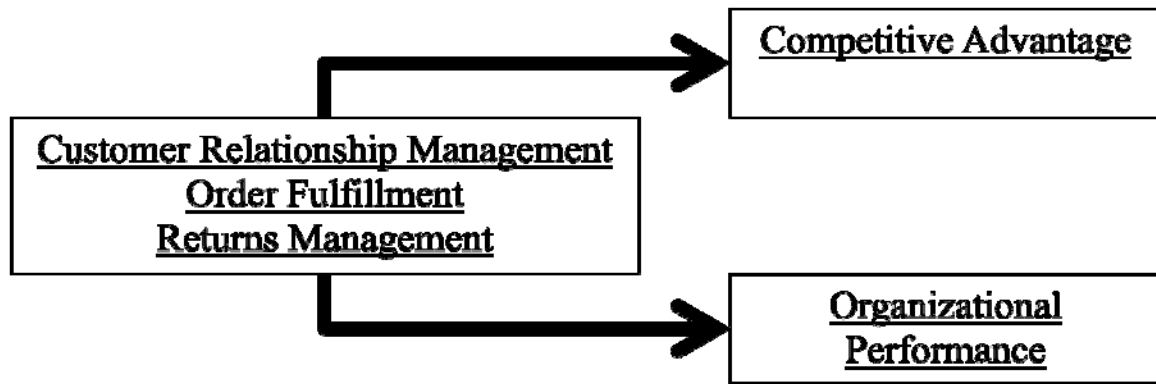 Competitive Advantage
Customer Relationship Management
Order Fulfillment
Returns Management
Organizational
Performance